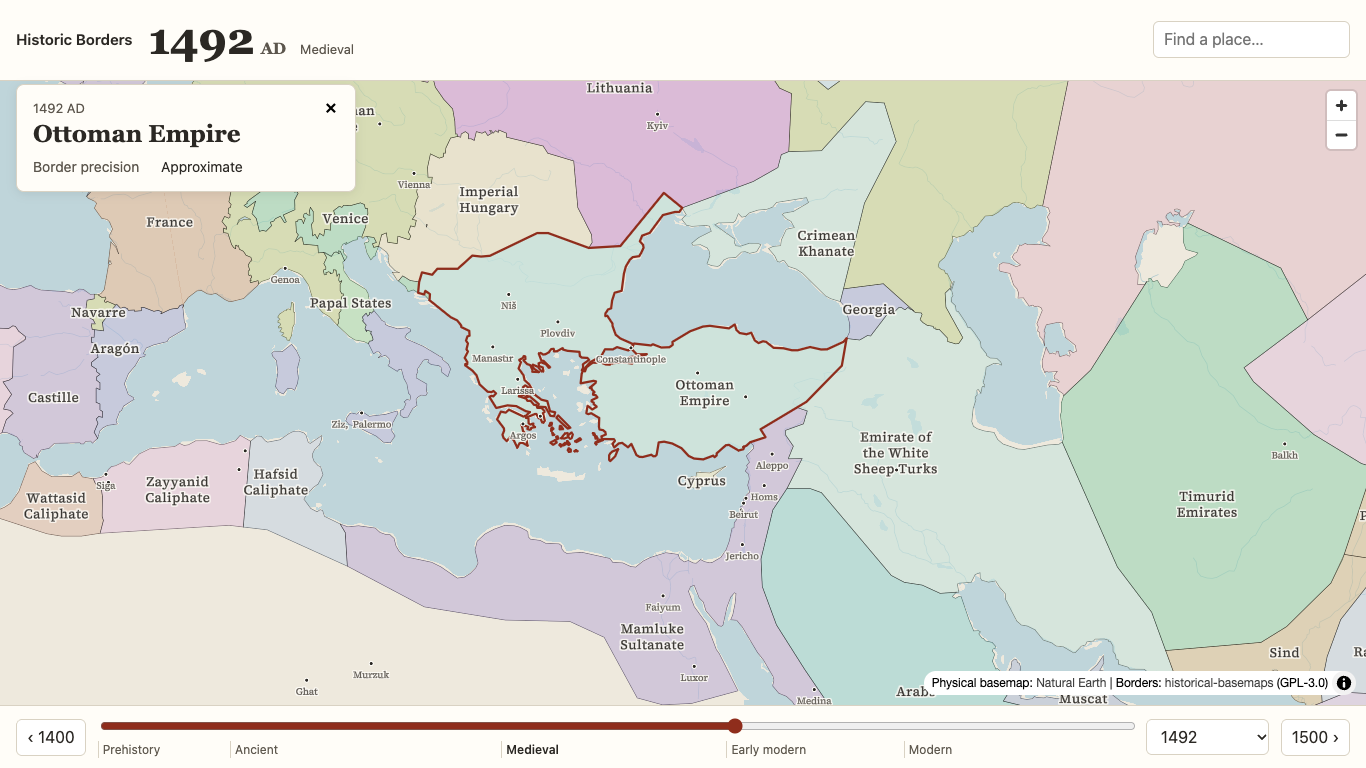 Historic Borders
1492 AD Medieval
Find a place...
1492 AD
×
Ottoman Empire
Border precision Approximate
+
−
Lithuania
Kyiv
Vienna
Imperial
Hungary
France
Venice
Crimean
Khanate
Genoa
Papal States
Niš
Georgia
Navarre
Plovdiv
Aragón
Manastır
Constantinople
Castille
Larissa
Ottoman
Empire
Ziz, Palermo
Argos
Emirate of
the White
Sheep Turks
Balkh
Aleppo
Siga
Zayyanid
Caliphate
Hafsid
Caliphate
Cyprus
Homs
Wattasid
Caliphate
Beirut
Timurid
Emirates
Jericho
Faiyum
Mamluke
Sultanate
Luxor
Murzuk
Ghat
Medina
Sind
Muscat
Physical basemap: Natural Earth | Borders: historical-basemaps (GPL-3.0)
‹ 1400
Prehistory
Ancient
Medieval
Early modern
Modern
1492
1500 ›